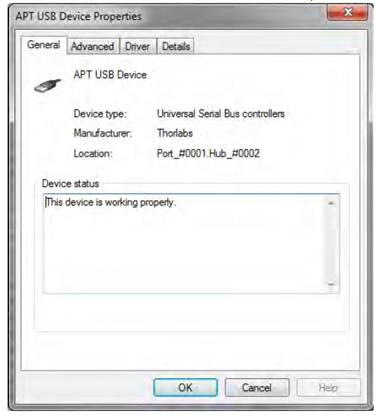 APT USB Device Properties
General Advanced Driver Details
APT USB Device
Device type: Universal Serial Bus controllers
Manufacturer: Thorlabs
Location: Port_#0001.Hub_#0002
Device status
This device is working properly.
OK Cancel Help